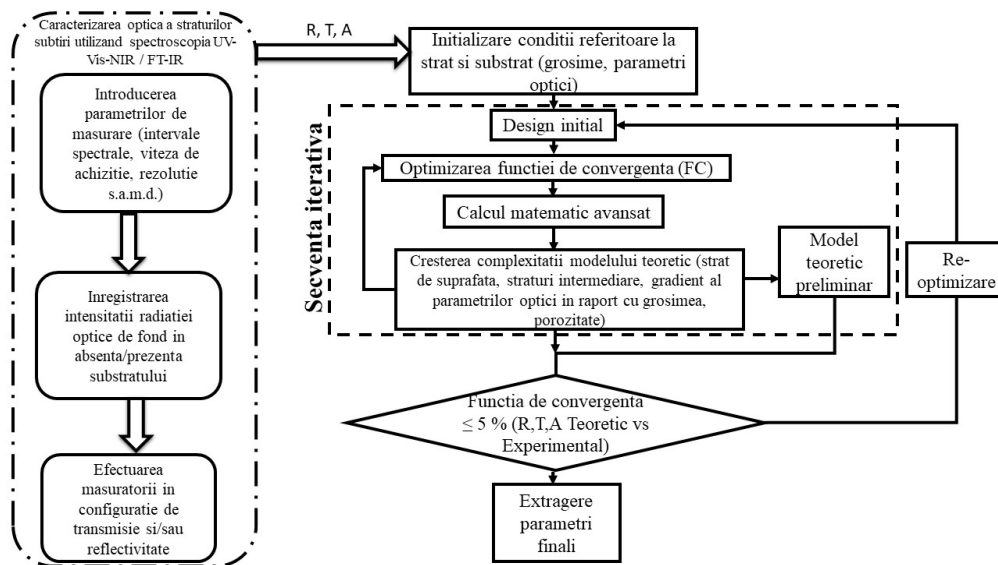 Caracterizarea optica a straturilor
subtiri utilizand spectroscopia UV-
Vis-NIR / FT-IR
Introducerea
parametrilor de
masurare (intervale
spectrale, viteza de
achizitie, rezolutie
s.a.m.d.)
Inregistrarea
intensitatii radiatiei
optice de fond in
absenta/prezenta
substratului
Efectuarea
masuratorii in
configuratie de
transmisie si/sau
reflectivitate
R, T, A
Initializare conditii referitoare la
strat si substrat (grosime, parametri
optici)
Secventa iterativa
Design initial
Optimizarea functiei de convergenta (FC)
Calcul matematic avansat
Cresterea complexitatii modelului teoretic (strat
de suprafata, straturi intermediare, gradient al
parametrilor optici in raport cu grosimea,
porozitate)
Model
teoretic
preliminar
Re-
optimizare
Functia de convergenta
≤ 5 % (R,T,A Teoretic vs
Experimental)
Extragere
parametri
finali